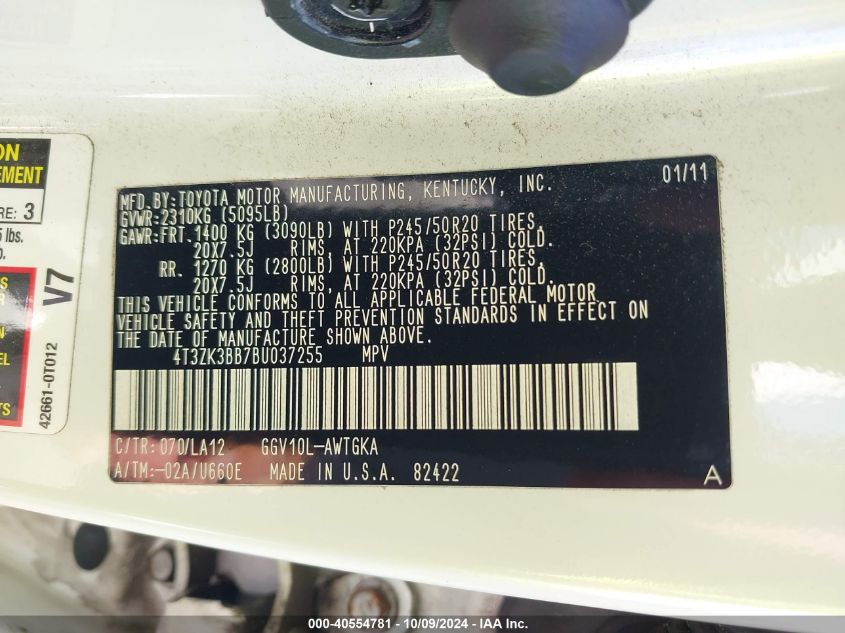 ON
EMENT
RE: 3
5 lbs.
V7
42661-0T012
01/11
MFD. BY: TOYOTA MOTOR MANUFACTURING, KENTUCKY, INC.
GVWR: 2310KG (5095LB)
GAWR: FRT. 1400 KG (3090LB) WITH P245/50R20 TIRES,
20X7.5J RIMS, AT 220KPA (32PSI) COLD.
RR. 1270 KG (2800LB) WITH P245/50R20 TIRES,
20X7.5J RIMS, AT 220KPA (32PSI) COLD.
THIS VEHICLE CONFORMS TO ALL APPLICABLE FEDERAL MOTOR
VEHICLE SAFETY AND THEFT PREVENTION STANDARDS IN EFFECT ON
THE DATE OF MANUFACTURE SHOWN ABOVE.
4T3ZK3BB7BU037255 MPV
C/TR: 070/LA12 GGV10L-AWTGKA
A/TM:-02A/U660E MADE IN U.S.A. 82422
A
000-40554781 - 10/09/2024 - IAA Inc.